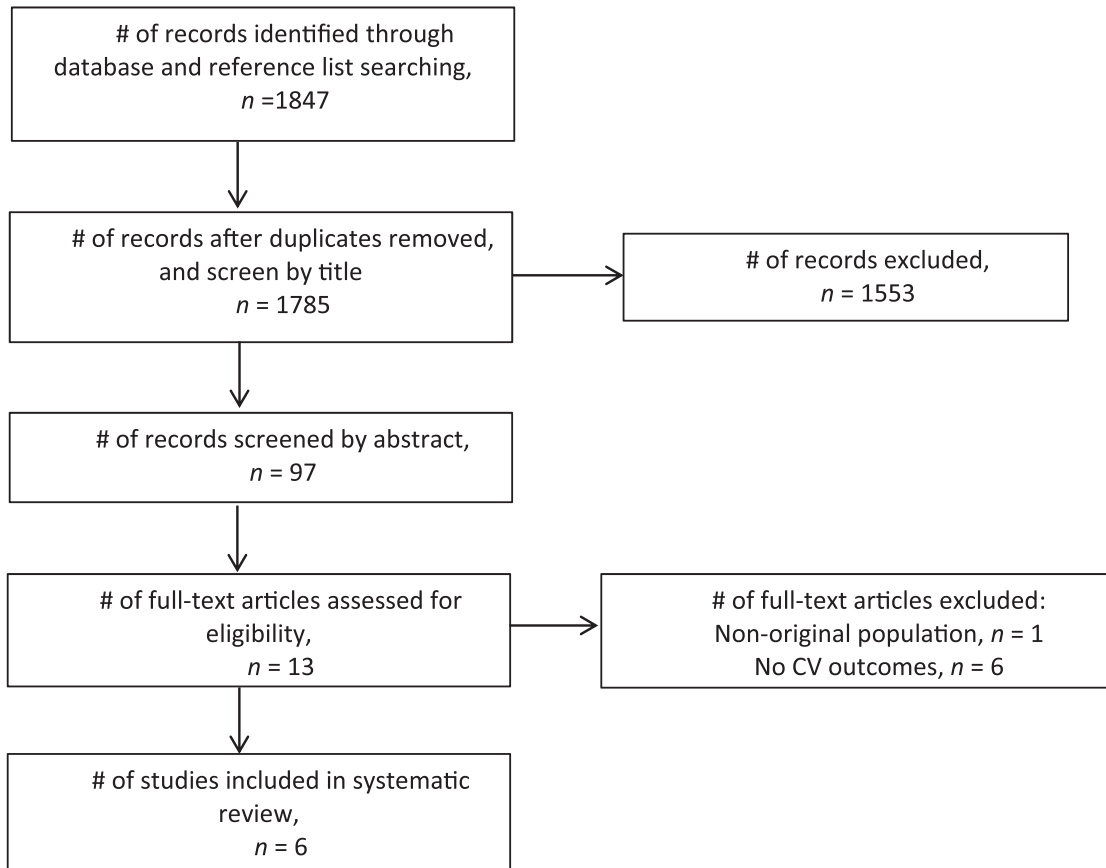 # of records identified through
database and reference list searching,
n =1847
# of records after duplicates removed,
and screen by title
n = 1785
# of records excluded,
n = 1553
# of records screened by abstract,
n = 97
# of full-text articles assessed for
eligibility,
n = 13
# of full-text articles excluded:
Non-original population, n = 1
No CV outcomes, n = 6
# of studies included in systematic
review,
n = 6